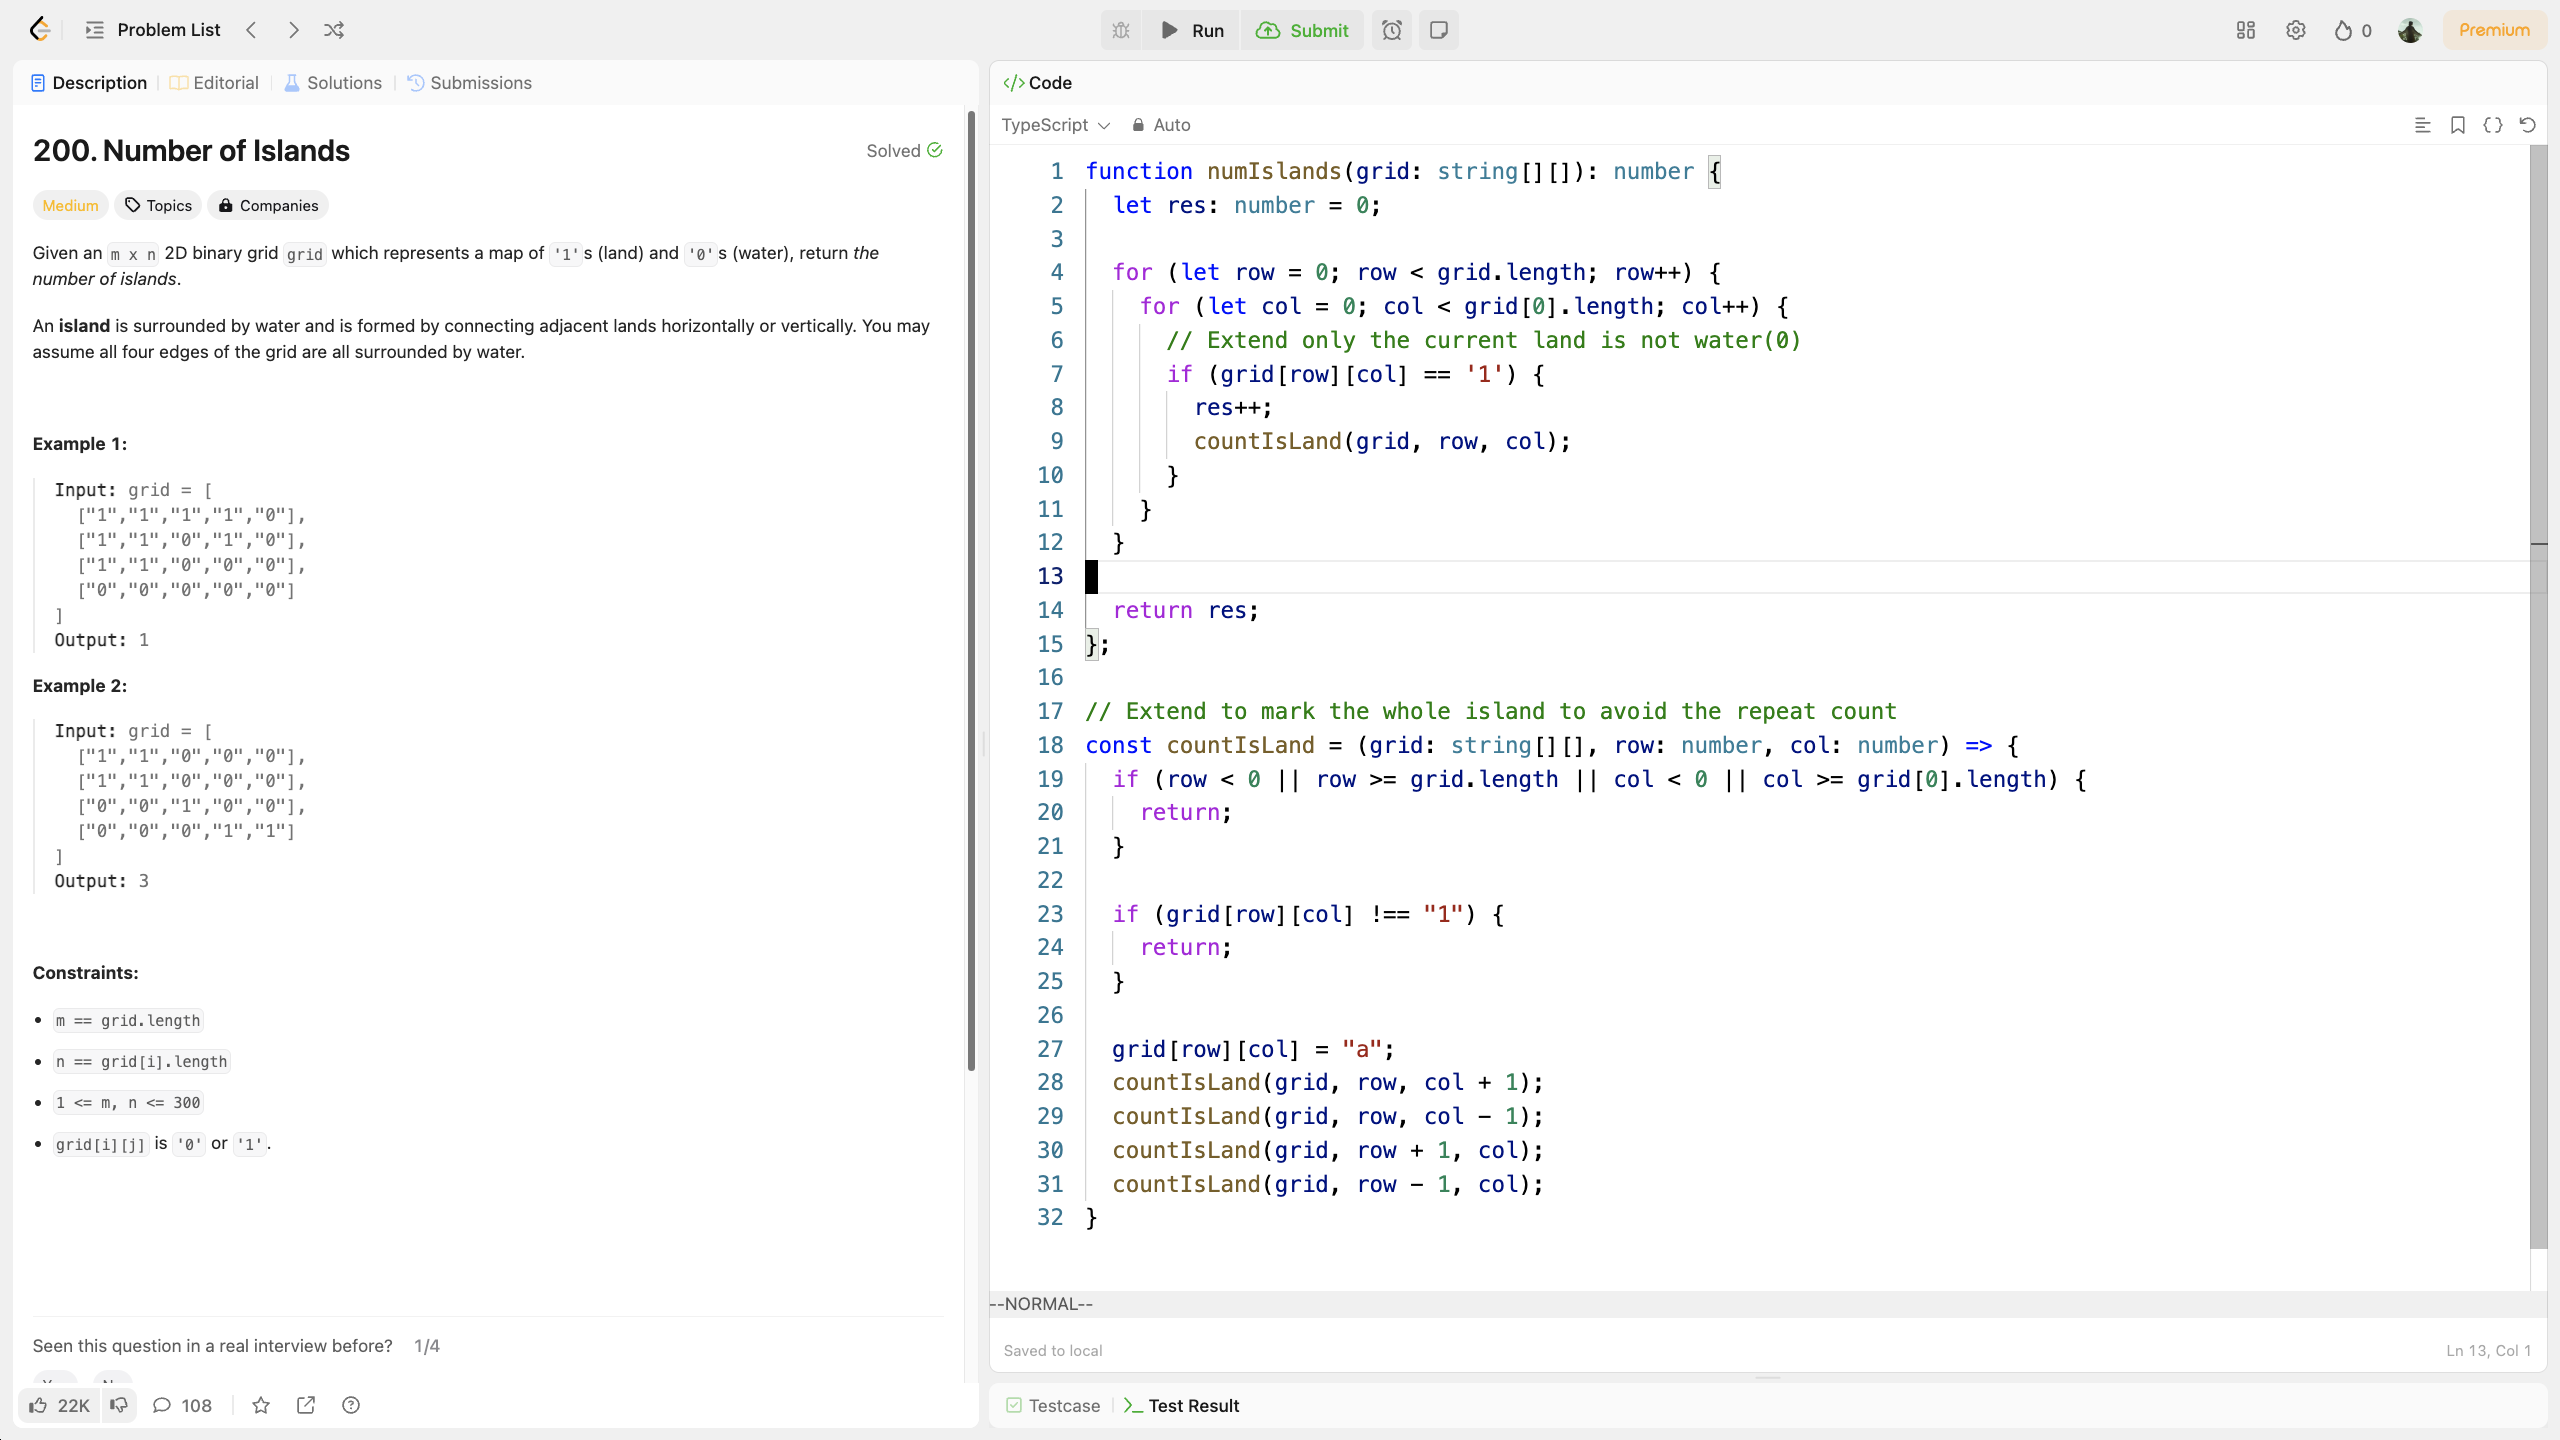 Problem List
Run
Submit
0
Premium
Description
Editorial
Solutions
Submissions
200. Number of Islands
Solved
Medium
Topics
Companies
Given an m x n 2D binary grid grid which represents a map of '1's (land) and '0's (water), return the
number of islands.
An island is surrounded by water and is formed by connecting adjacent lands horizontally or vertically. You may
assume all four edges of the grid are all surrounded by water.
Example 1:
Input: grid = [
["1","1","1","1","0"],
["1","1","0","1","0"],
["1","1","0","0","0"],
["0","0","0","0","0"]
]
Output: 1
Example 2:
Input: grid = [
["1","1","0","0","0"],
["1","1","0","0","0"],
["0","0","1","0","0"],
["0","0","0","1","1"]
]
Output: 3
Constraints:
• m == grid.length
• n == grid[i].length
• 1 <= m, n <= 300
• grid[i][j] is '0' or '1'.
Seen this question in a real interview before? 1/4
22K
108
</> Code
TypeScript
Auto
1 function numIslands(grid: string[][]): number {
2 let res: number = 0;
3
4 for (let row = 0; row < grid.length; row++) {
5 for (let col = 0; col < grid[0].length; col++) {
6 // Extend only the current land is not water(0)
7 if (grid[row][col] == '1') {
8 res++;
9 countIsLand(grid, row, col);
10 }
11 }
12 }
13
14 return res;
15 };
16
17 // Extend to mark the whole island to avoid the repeat count
18 const countIsLand = (grid: string[][], row: number, col: number) => {
19 if (row < 0 || row >= grid.length || col < 0 || col >= grid[0].length) {
20 return;
21 }
22
23 if (grid[row][col] !== "1") {
24 return;
25 }
26
27 grid[row][col] = "a";
28 countIsLand(grid, row, col + 1);
29 countIsLand(grid, row, col - 1);
30 countIsLand(grid, row + 1, col);
31 countIsLand(grid, row - 1, col);
32 }
--NORMAL--
Saved to local
Ln 13, Col 1
Testcase
Test Result